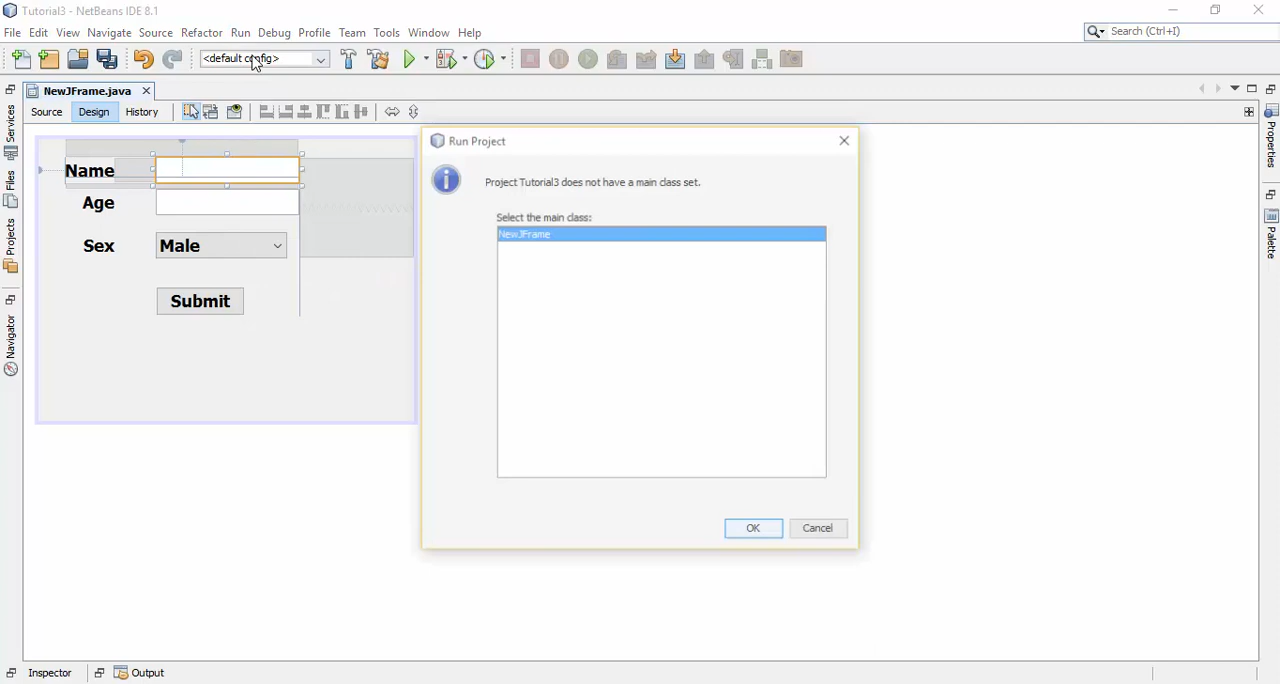 Tutorial3 - NetBeans IDE 8.1
File Edit View Navigate Source Refactor Run Debug Profile Team Tools Window Help
Search (Ctrl+I)
<default config>
NewJFrame.java
Source Design History
Services
Files
Projects
Navigator
Properties
Palette
Name
Age
Sex
Male
Submit
Run Project
Project Tutorial3 does not have a main class set.
Select the main class:
NewJFrame
OK Cancel
Inspector Output